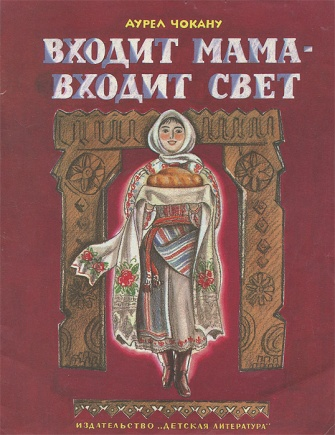 АУРЕЛ ЧОКАНУ
ВХОДИТ МАМА-
ВХОДИТ СВЕТ
ИЗДАТЕЛЬСТВО „ДЕТСКАЯ ЛИТЕРАТУРА"